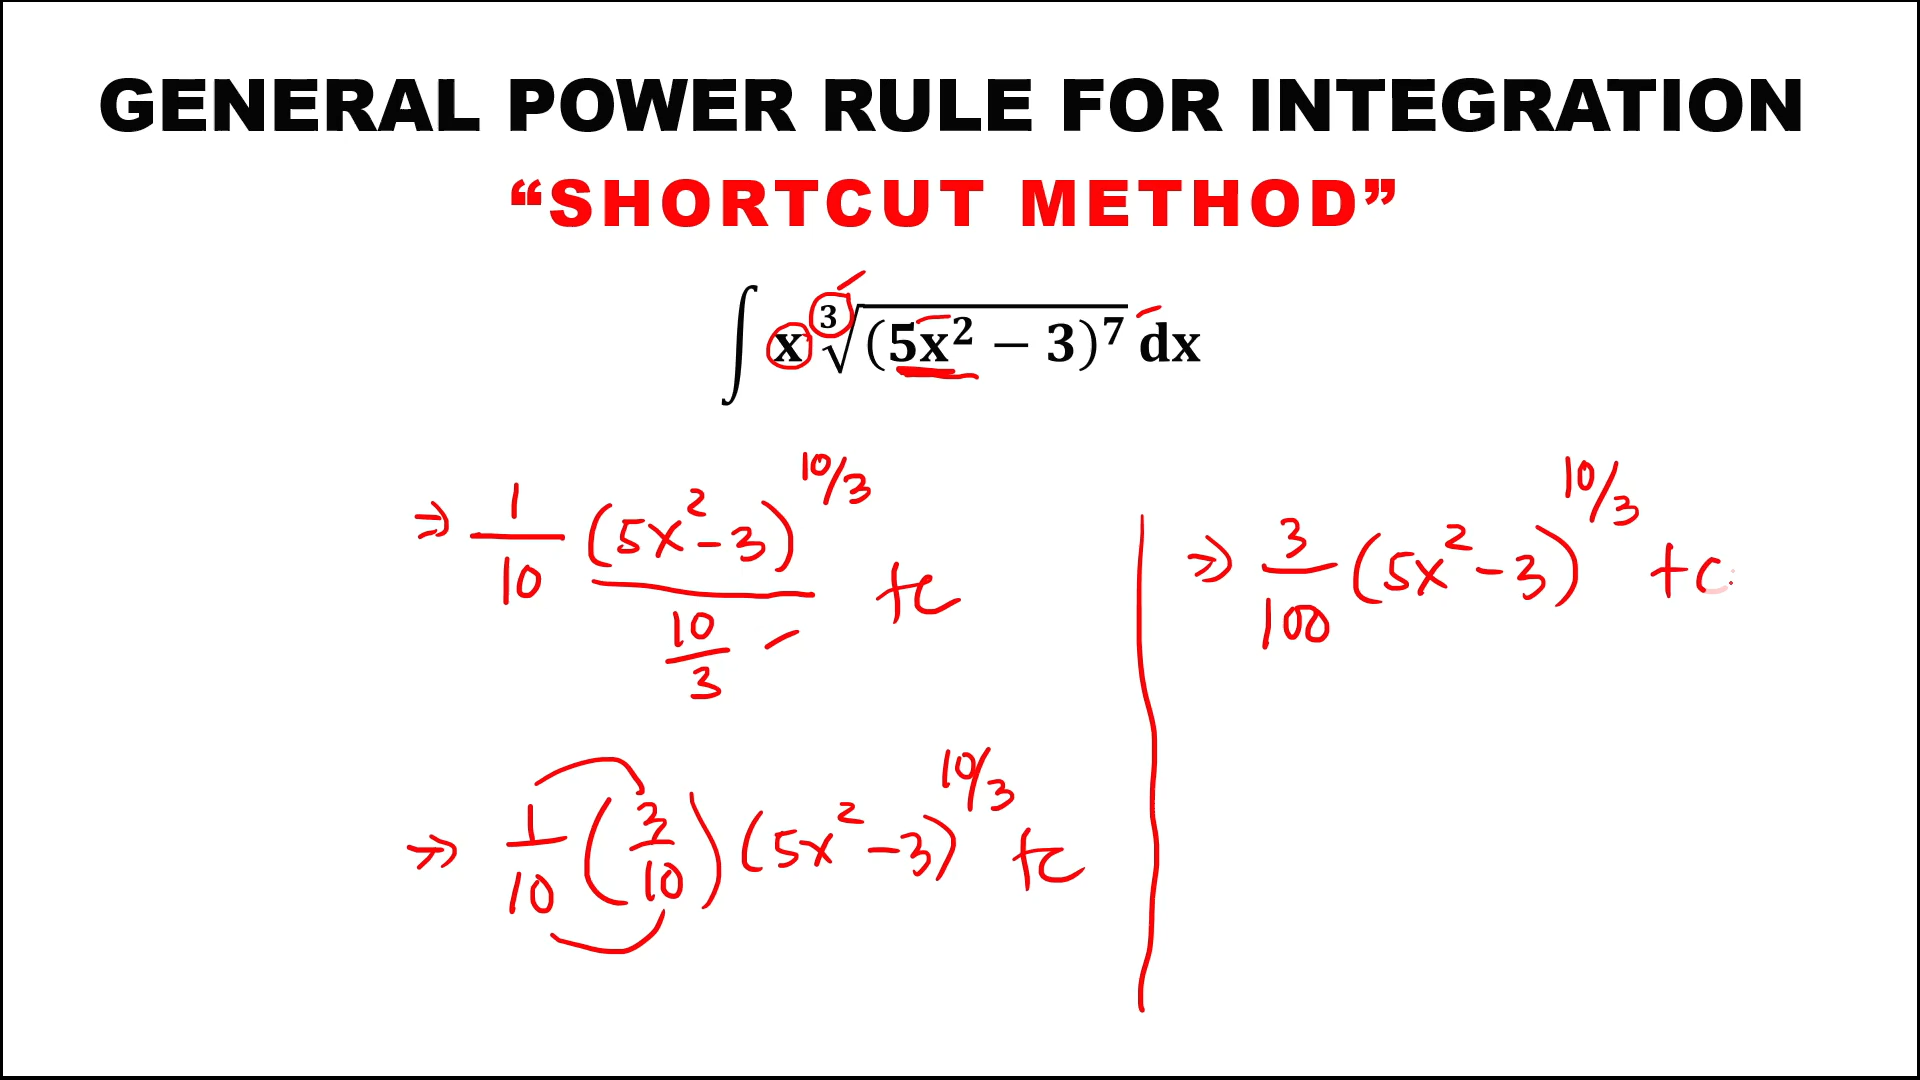 GENERAL POWER RULE FOR INTEGRATION
“SHORTCUT METHOD”
∫ x ∛(5x² − 3)⁷ dx
⇒ 1/10 (5x²-3)^10/3 / (10/3) +c
⇒ 1/10 (3/10) (5x²-3)^10/3 +c
⇒ 3/100 (5x²-3)^10/3 +c